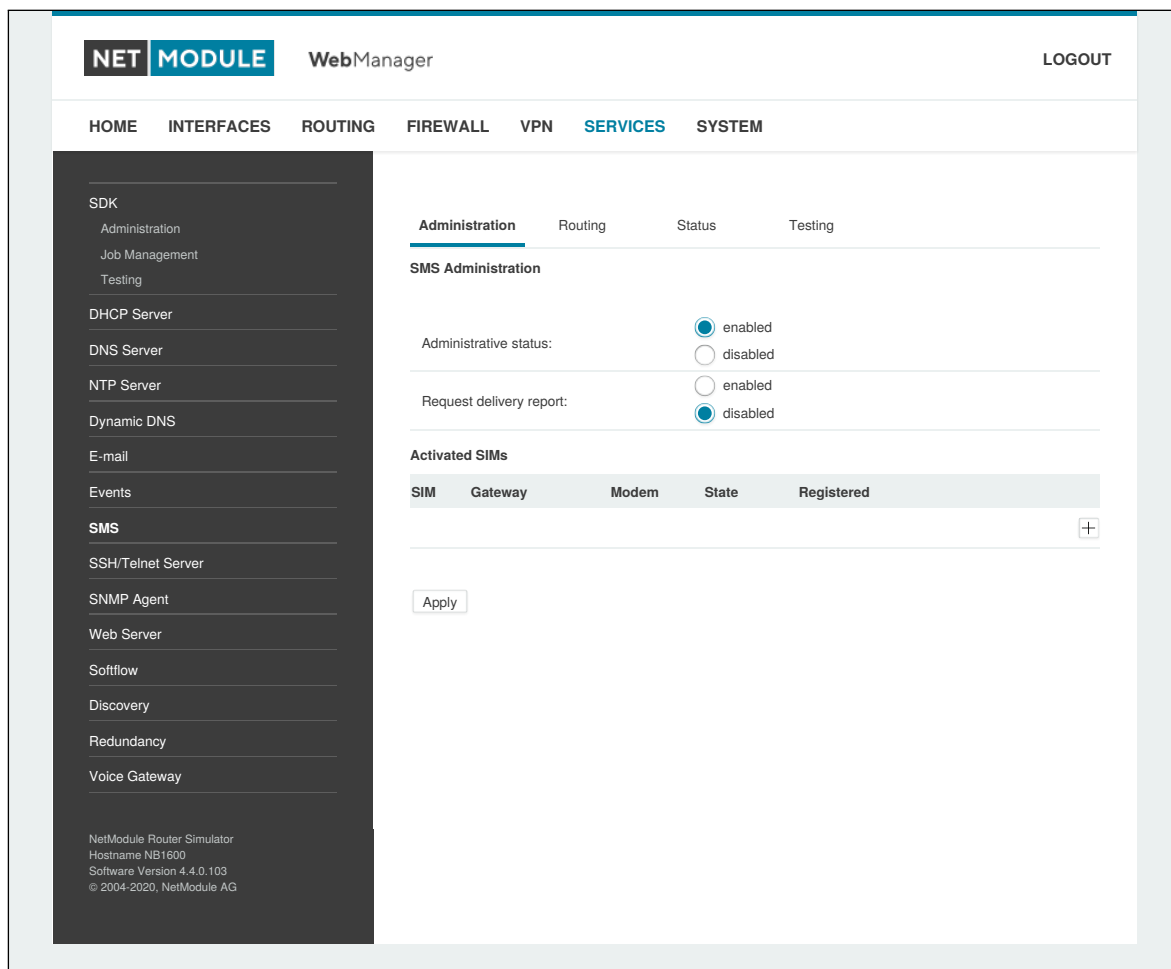 NET MODULE WebManager LOGOUT
HOME INTERFACES ROUTING FIREWALL VPN SERVICES SYSTEM
SDK
Administration
Job Management
Testing
DHCP Server
DNS Server
NTP Server
Dynamic DNS
E-mail
Events
SMS
SSH/Telnet Server
SNMP Agent
Web Server
Softflow
Discovery
Redundancy
Voice Gateway
NetModule Router Simulator
Hostname NB1600
Software Version 4.4.0.103
© 2004-2020, NetModule AG
Administration Routing Status Testing
SMS Administration
Administrative status:
enabled
disabled
Request delivery report:
enabled
disabled
Activated SIMs
SIM Gateway Modem State Registered
Apply